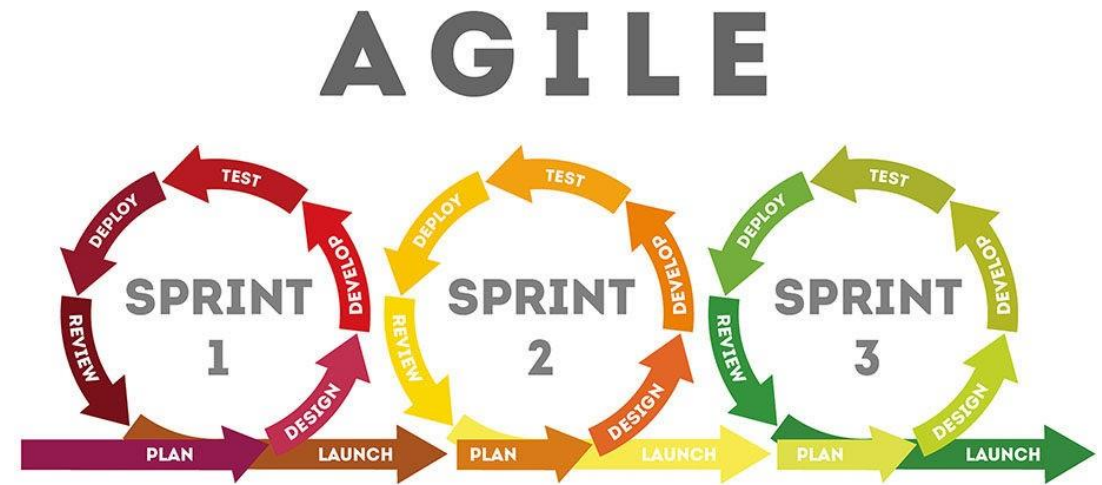 AGILE
SPRINT
1
PLAN
DESIGN
DEVELOP
TEST
DEPLOY
REVIEW
LAUNCH
SPRINT
2
PLAN
DESIGN
DEVELOP
TEST
DEPLOY
REVIEW
LAUNCH
SPRINT
3
PLAN
DESIGN
DEVELOP
TEST
DEPLOY
REVIEW
LAUNCH